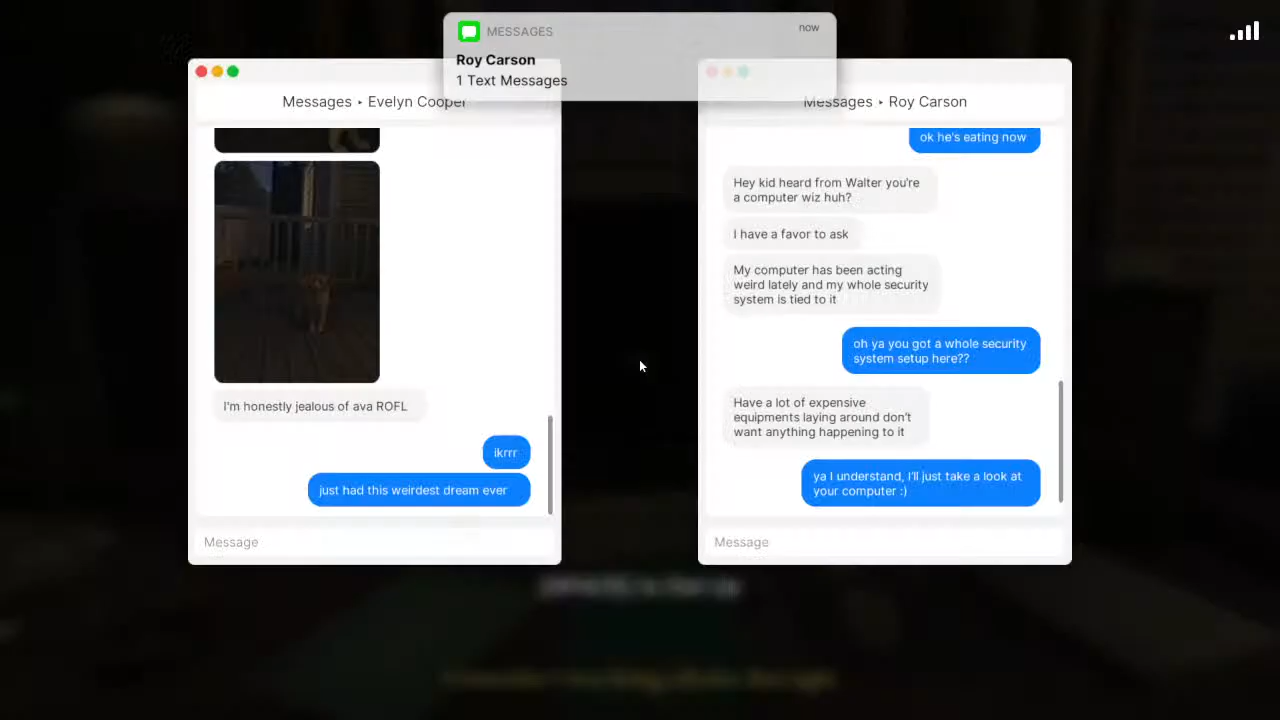 MESSAGES
now
Roy Carson
1 Text Messages
Messages ▸ Evelyn Cooper
I'm honestly jealous of ava ROFL
ikrrr
just had this weirdest dream ever
Message
Messages ▸ Roy Carson
ok he's eating now
Hey kid heard from Walter you're
a computer wiz huh?
I have a favor to ask
My computer has been acting
weird lately and my whole security
system is tied to it
oh ya you got a whole security
system setup here??
Have a lot of expensive
equipments laying around don't
want anything happening to it
ya I understand, I'll just take a look at
your computer :)
Message